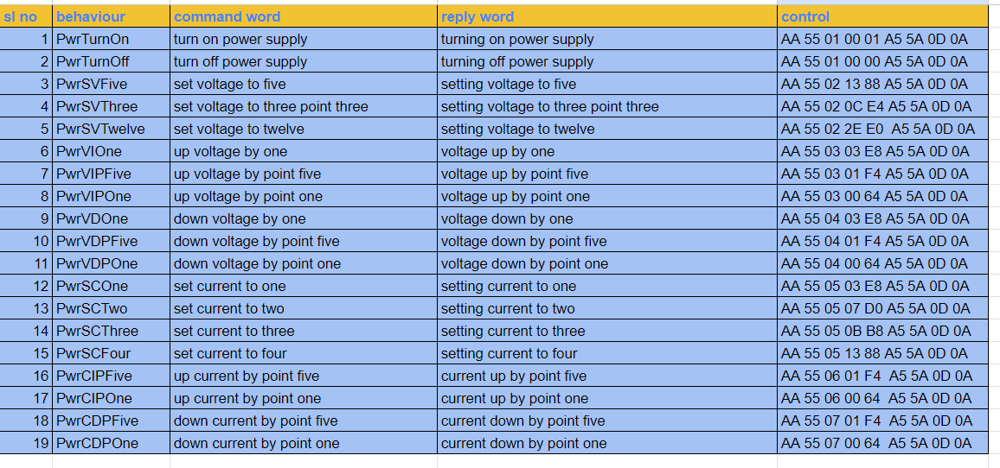 sl no behaviour command word reply word control
1 PwrTurnOn turn on power supply turning on power supply AA 55 01 00 01 A5 5A 0D 0A
2 PwrTurnOff turn off power supply turning off power supply AA 55 01 00 00 A5 5A 0D 0A
3 PwrSVFive set voltage to five setting voltage to five AA 55 02 13 88 A5 5A 0D 0A
4 PwrSVThree set voltage to three point three setting voltage to three point three AA 55 02 0C E4 A5 5A 0D 0A
5 PwrSVTwelve set voltage to twelve setting voltage to twelve AA 55 02 2E E0  A5 5A 0D 0A
6 PwrVIOne up voltage by one voltage up by one AA 55 03 03 E8 A5 5A 0D 0A
7 PwrVIPFive up voltage by point five voltage up by point five AA 55 03 01 F4 A5 5A 0D 0A
8 PwrVIPOne up voltage by point one voltage up by point one AA 55 03 00 64 A5 5A 0D 0A
9 PwrVDOne down voltage by one voltage down by one AA 55 04 03 E8 A5 5A 0D 0A
10 PwrVDPFive down voltage by point five voltage down by point five AA 55 04 01 F4 A5 5A 0D 0A
11 PwrVDPOne down voltage by point one voltage down by point one AA 55 04 00 64 A5 5A 0D 0A
12 PwrSCOne set current to one setting current to one AA 55 05 03 E8 A5 5A 0D 0A
13 PwrSCTwo set current to two setting current to two AA 55 05 07 D0 A5 5A 0D 0A
14 PwrSCThree set current to three setting current to three AA 55 05 0B B8 A5 5A 0D 0A
15 PwrSCFour set current to four setting current to four AA 55 05 13 88 A5 5A 0D 0A
16 PwrCIPFive up current by point five current up by point five AA 55 06 01 F4  A5 5A 0D 0A
17 PwrCIPOne up current by point one current up by point one AA 55 06 00 64  A5 5A 0D 0A
18 PwrCDPFive down current by point five current down by point five AA 55 07 01 F4  A5 5A 0D 0A
19 PwrCDPOne down current by point one current down by point one AA 55 07 00 64  A5 5A 0D 0A